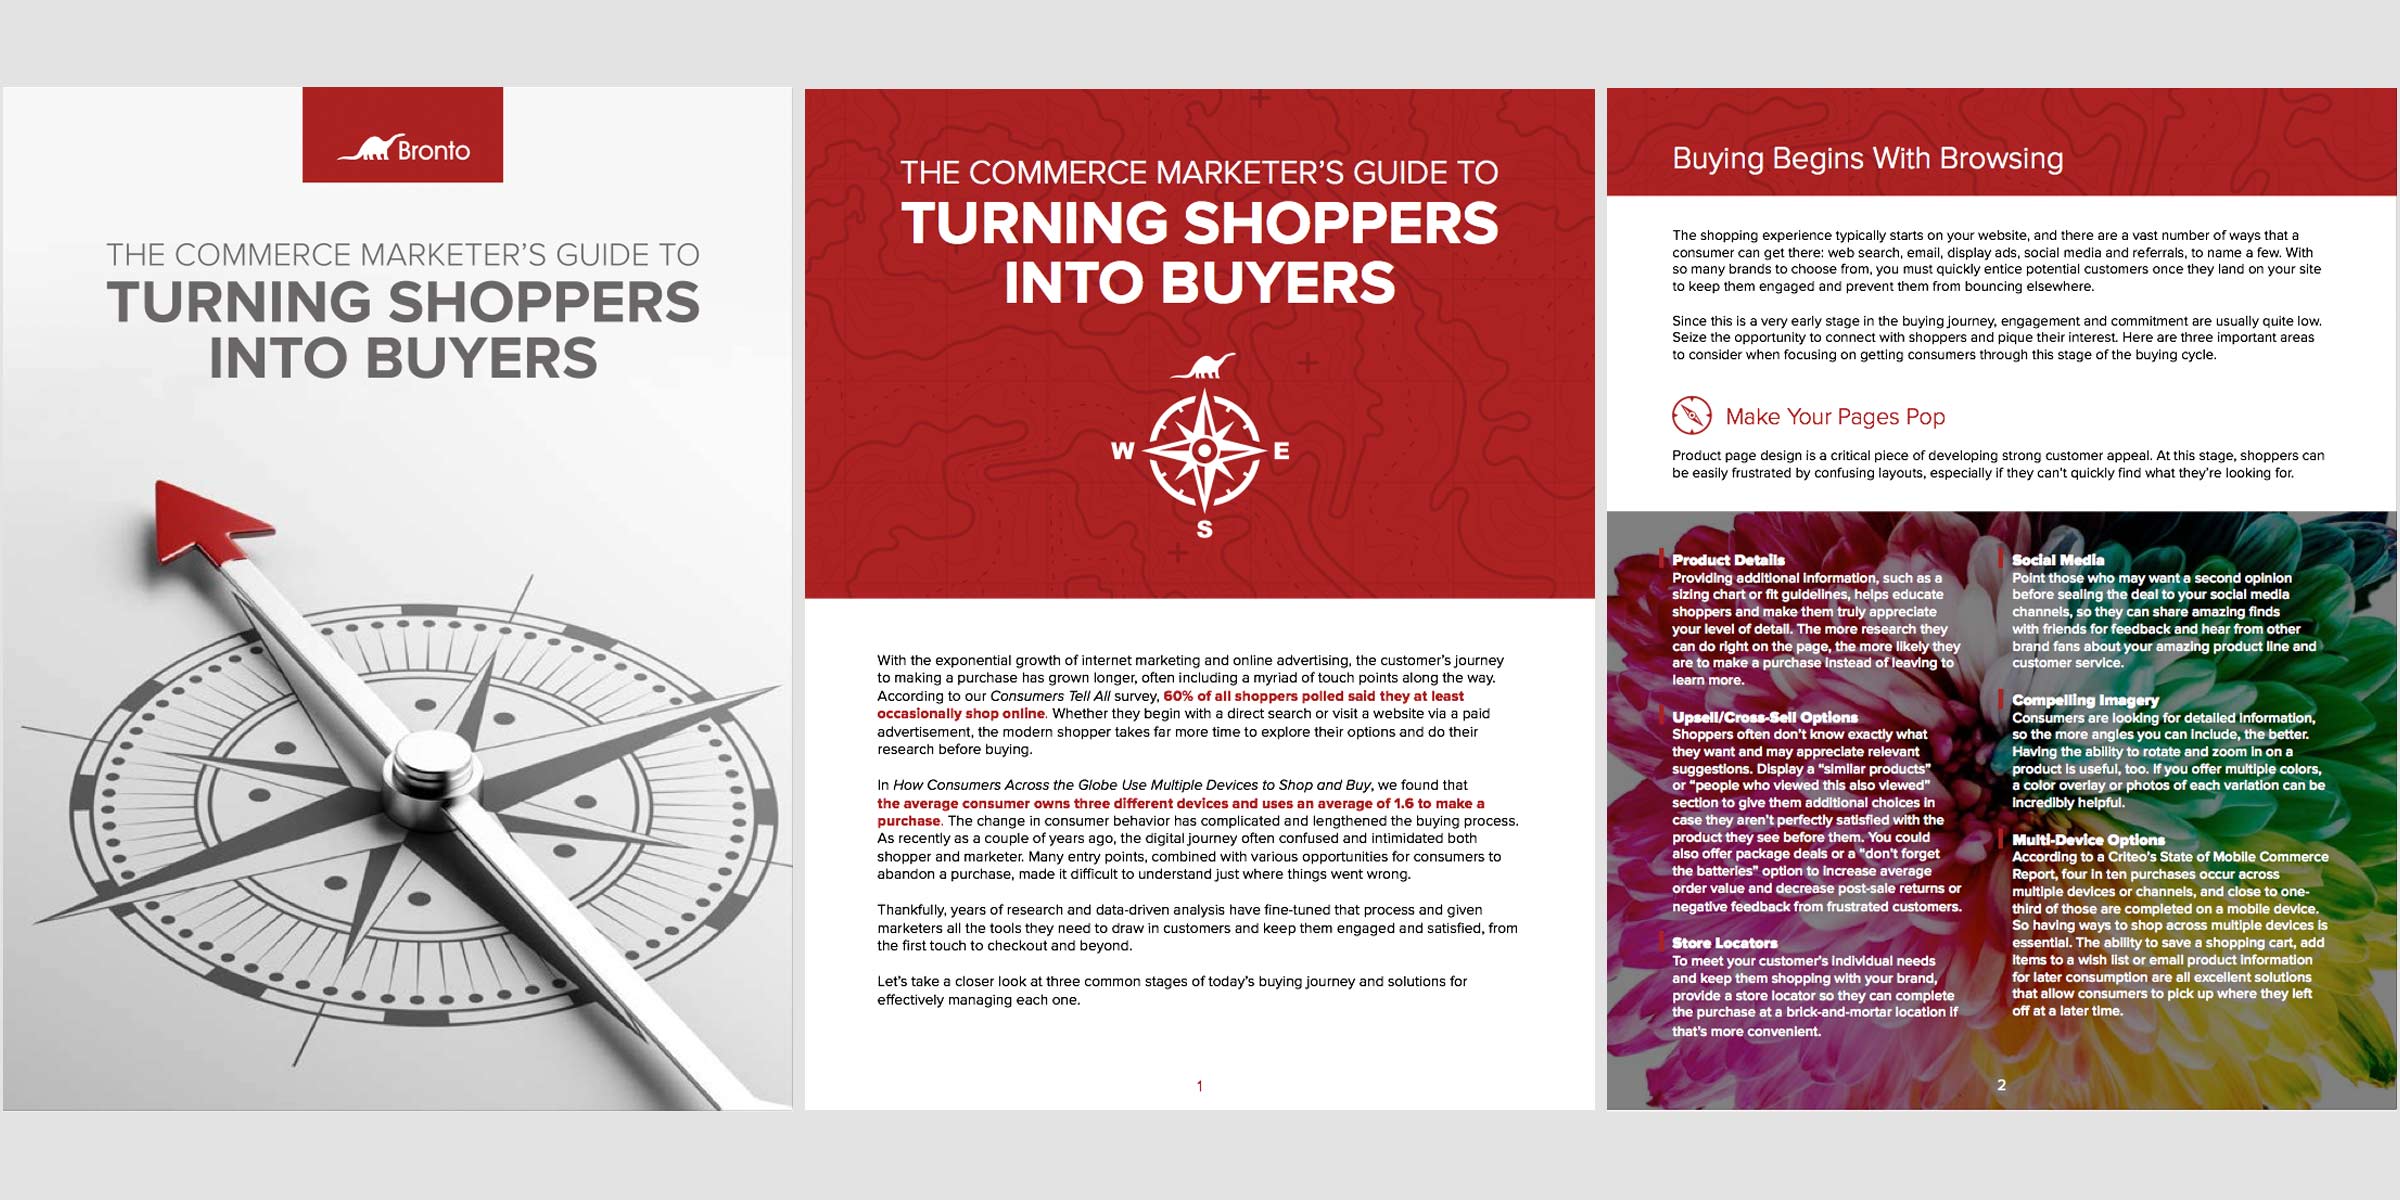 Bronto
THE COMMERCE MARKETER'S GUIDE TO
TURNING SHOPPERS
INTO BUYERS
THE COMMERCE MARKETER'S GUIDE TO
TURNING SHOPPERS
INTO BUYERS
W
E
S
With the exponential growth of internet marketing and online advertising, the customer's journey
to making a purchase has grown longer, often including a myriad of touch points along the way.
According to our Consumers Tell All survey, 60% of all shoppers polled said they at least
occasionally shop online. Whether they begin with a direct search or visit a website via a paid
advertisement, the modern shopper takes far more time to explore their options and do their
research before buying.
In How Consumers Across the Globe Use Multiple Devices to Shop and Buy, we found that
the average consumer owns three different devices and uses an average of 1.6 to make a
purchase. The change in consumer behavior has complicated and lengthened the buying process.
As recently as a couple of years ago, the digital journey often confused and intimidated both
shopper and marketer. Many entry points, combined with various opportunities for consumers to
abandon a purchase, made it difficult to understand just where things went wrong.
Thankfully, years of research and data-driven analysis have fine-tuned that process and given
marketers all the tools they need to draw in customers and keep them engaged and satisfied, from
the first touch to checkout and beyond.
Let's take a closer look at three common stages of today's buying journey and solutions for
effectively managing each one.
1
Buying Begins With Browsing
The shopping experience typically starts on your website, and there are a vast number of ways that a
consumer can get there: web search, email, display ads, social media and referrals, to name a few. With
so many brands to choose from, you must quickly entice potential customers once they land on your site
to keep them engaged and prevent them from bouncing elsewhere.
Since this is a very early stage in the buying journey, engagement and commitment are usually quite low.
Seize the opportunity to connect with shoppers and pique their interest. Here are three important areas
to consider when focusing on getting consumers through this stage of the buying cycle.
Make Your Pages Pop
Product page design is a critical piece of developing strong customer appeal. At this stage, shoppers can
be easily frustrated by confusing layouts, especially if they can't quickly find what they're looking for.
Product Details
Providing additional information, such as a
sizing chart or fit guidelines, helps educate
shoppers and make them truly appreciate
your level of detail. The more research they
can do right on the page, the more likely they
are to make a purchase instead of leaving to
learn more.
Upsell/Cross-Sell Options
Shoppers often don't know exactly what
they want and may appreciate relevant
suggestions. Display a "similar products"
or "people who viewed this also viewed"
section to give them additional choices in
case they aren't perfectly satisfied with the
product they see before them. You could
also offer package deals or a "don't forget
the batteries" option to increase average
order value and decrease post-sale returns or
negative feedback from frustrated customers.
Store Locators
To meet your customer's individual needs
and keep them shopping with your brand,
provide a store locator so they can complete
the purchase at a brick-and-mortar location if
that's more convenient.
Social Media
Point those who may want a second opinion
before sealing the deal to your social media
channels, so they can share amazing finds
with friends for feedback and hear from other
brand fans about your amazing product line and
customer service.
Compelling Imagery
Consumers are looking for detailed information,
so the more angles you can include, the better.
Having the ability to rotate and zoom in on a
product is useful, too. If you offer multiple colors,
a color overlay or photos of each variation can be
incredibly helpful.
Multi-Device Options
According to a Criteo's State of Mobile Commerce
Report, four in ten purchases occur across
multiple devices or channels, and close to one-
third of those are completed on a mobile device.
So having ways to shop across multiple devices is
essential. The ability to save a shopping cart, add
items to a wish list or email product information
for later consumption are all excellent solutions
that allow consumers to pick up where they left
off at a later time.
2